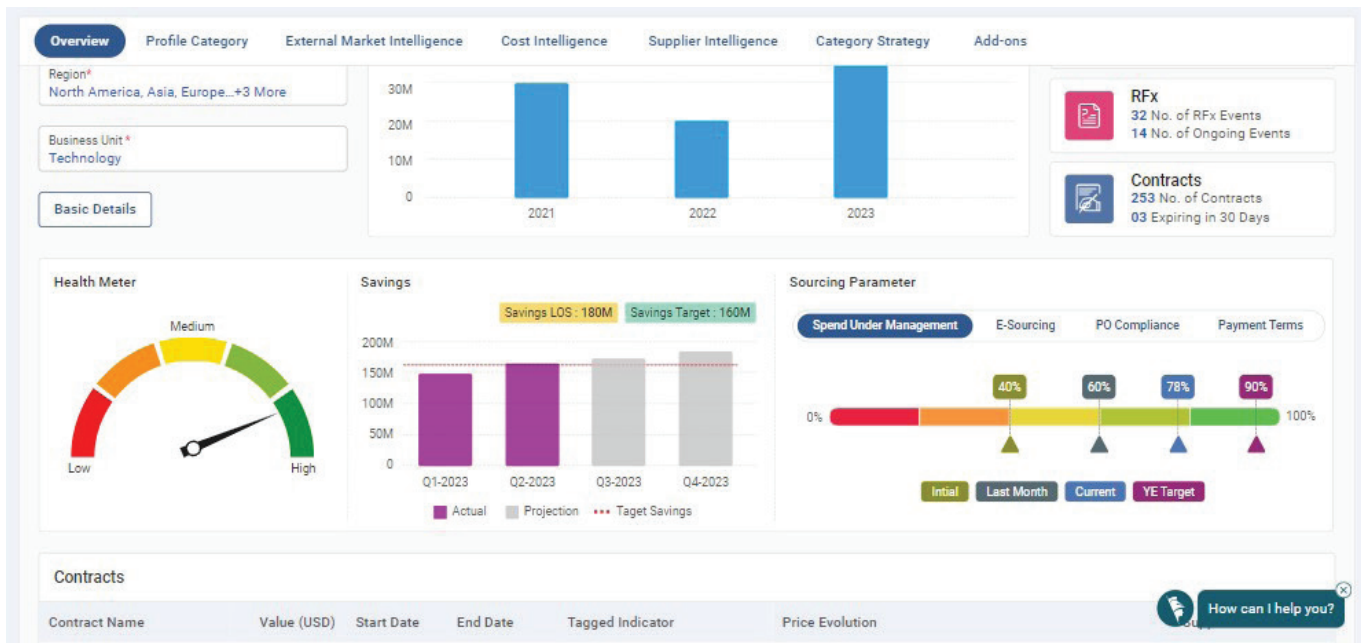 Overview Profile Category External Market Intelligence Cost Intelligence Supplier Intelligence Category Strategy Add-ons
Region*
North America, Asia, Europe...+3 More
Business Unit *
Technology
Basic Details
30M
20M
10M
0
2021 2022 2023
RFx
32 No. of RFx Events
14 No. of Ongoing Events
Contracts
253 No. of Contracts
03 Expiring in 30 Days
Health Meter
Medium
Low High
Savings
Savings LOS : 180M Savings Target : 160M
200M
150M
100M
50M
0
Q1-2023 Q2-2023 Q3-2023 Q4-2023
Actual Projection Taget Savings
Sourcing Parameter
Spend Under Management E-Sourcing PO Compliance Payment Terms
40% 60% 78% 90%
0% 100%
Intial Last Month Current YE Target
Contracts
Contract Name Value (USD) Start Date End Date Tagged Indicator Price Evolution
How can I help you?